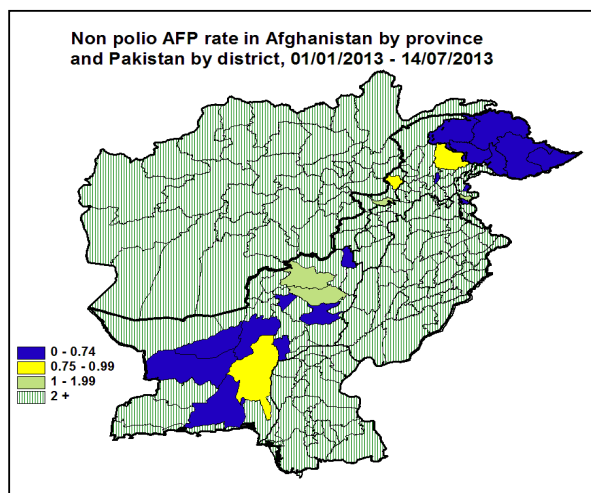 Non polio AFP rate in Afghanistan by province
and Pakistan by district, 01/01/2013 - 14/07/2013
0 - 0.74
0.75 - 0.99
1 - 1.99
2 +